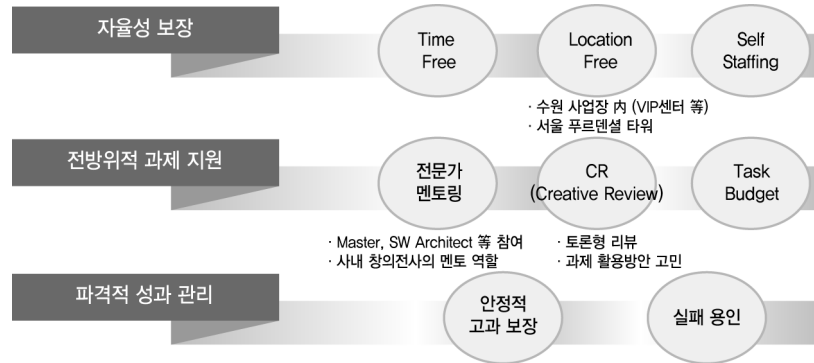 자율성 보장
Time
Free
Location
Free
Self
Staffing
· 수원 사업장 內 (VIP센터 等)
· 서울 푸르덴셜 타워
전방위적 과제 지원
전문가
멘토링
CR
(Creative Review)
Task
Budget
· Master, SW Architect 等 참여
· 사내 창의전사의 멘토 역할
· 토론형 리뷰
· 과제 활용방안 고민
파격적 성과 관리
안정적
고과 보장
실패 용인